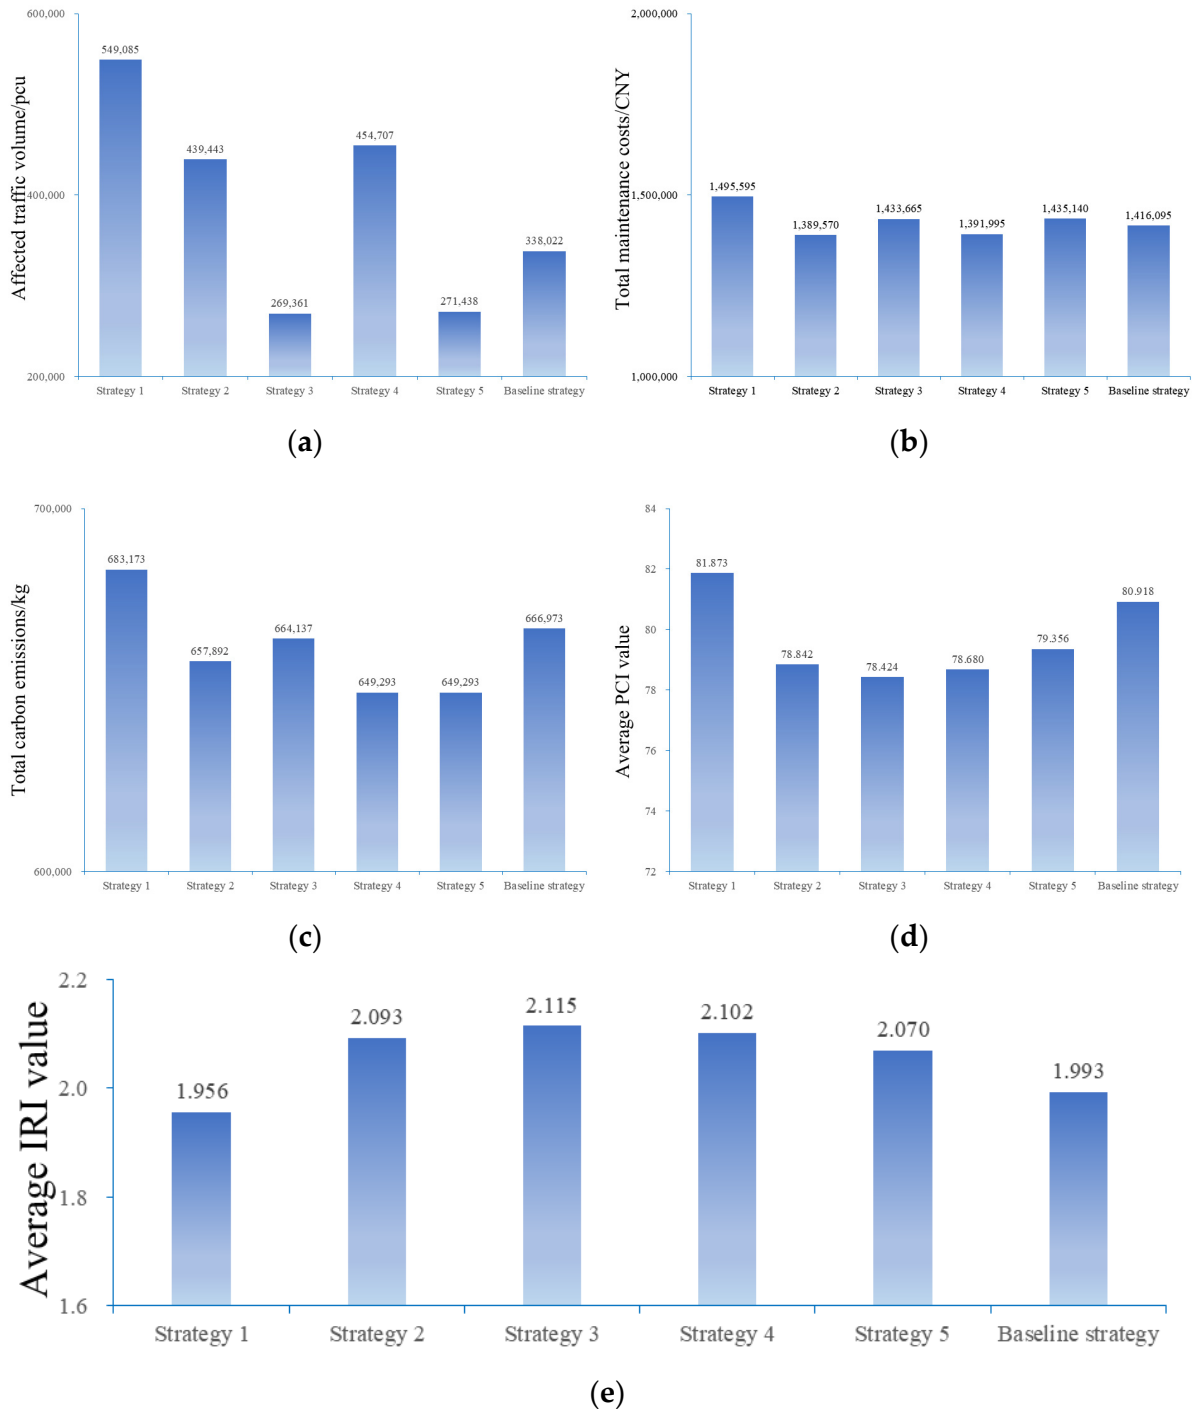 600,000
400,000
200,000
Affected traffic volume/pcu
549,085
439,443
269,361
454,707
271,438
338,022
Strategy 1
Strategy 2
Strategy 3
Strategy 4
Strategy 5
Baseline strategy
(a)
2,000,000
1,500,000
1,000,000
Total maintenance costs/CNY
1,495,595
1,389,570
1,433,665
1,391,995
1,435,140
1,416,095
Strategy 1
Strategy 2
Strategy 3
Strategy 4
Strategy 5
Baseline strategy
(b)
700,000
600,000
Total carbon emissions/kg
683,173
657,892
664,137
649,293
649,293
666,973
Strategy 1
Strategy 2
Strategy 3
Strategy 4
Strategy 5
Baseline strategy
(c)
84
82
80
78
76
74
72
Average PCI value
81.873
78.842
78.424
78.680
79.356
80.918
Strategy 1
Strategy 2
Strategy 3
Strategy 4
Strategy 5
Baseline strategy
(d)
2.2
2.0
1.8
1.6
Average IRI value
1.956
2.093
2.115
2.102
2.070
1.993
Strategy 1
Strategy 2
Strategy 3
Strategy 4
Strategy 5
Baseline strategy
(e)